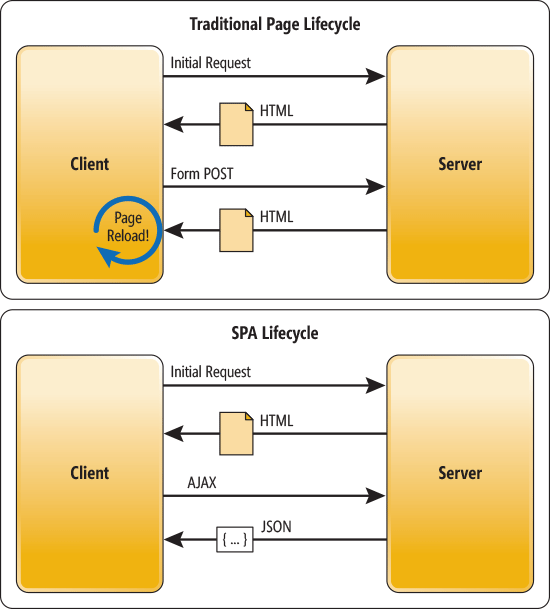 Traditional Page Lifecycle
Initial Request
HTML
Client
Server
Form POST
Page
Reload!
HTML
SPA Lifecycle
Initial Request
HTML
Client
Server
AJAX
JSON
{ ... }